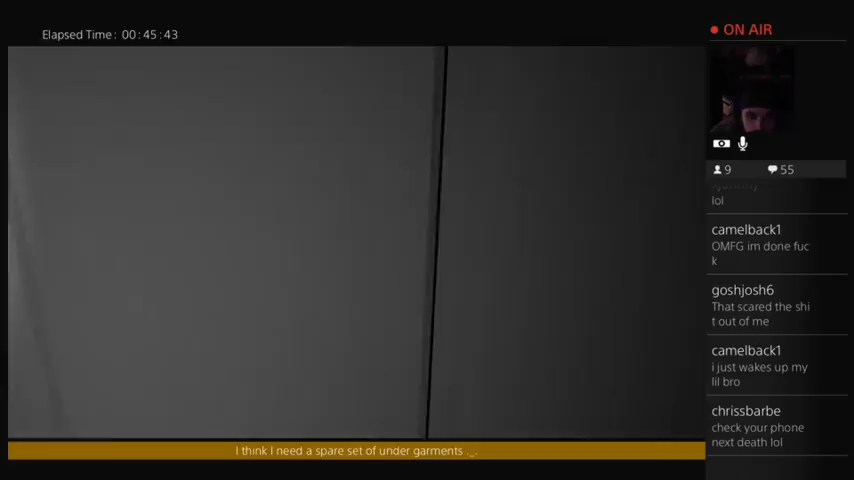 Elapsed Time: 00:45:43
ON AIR
9 55
lol
camelback1
OMFG im done fuc
k
goshjosh6
That scared the shi
t out of me
camelback1
i just wakes up my
lil bro
chrissbarbe
check your phone
next death lol
I think I need a spare set of under garments ._.